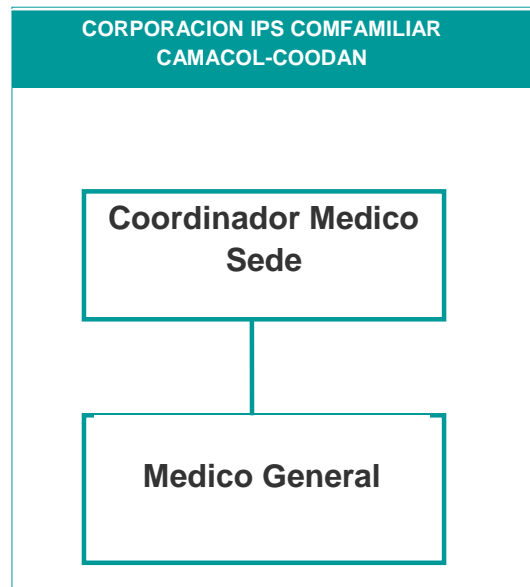 CORPORACION IPS COMFAMILIAR
CAMACOL-COODAN
Coordinador Medico
Sede
Medico General